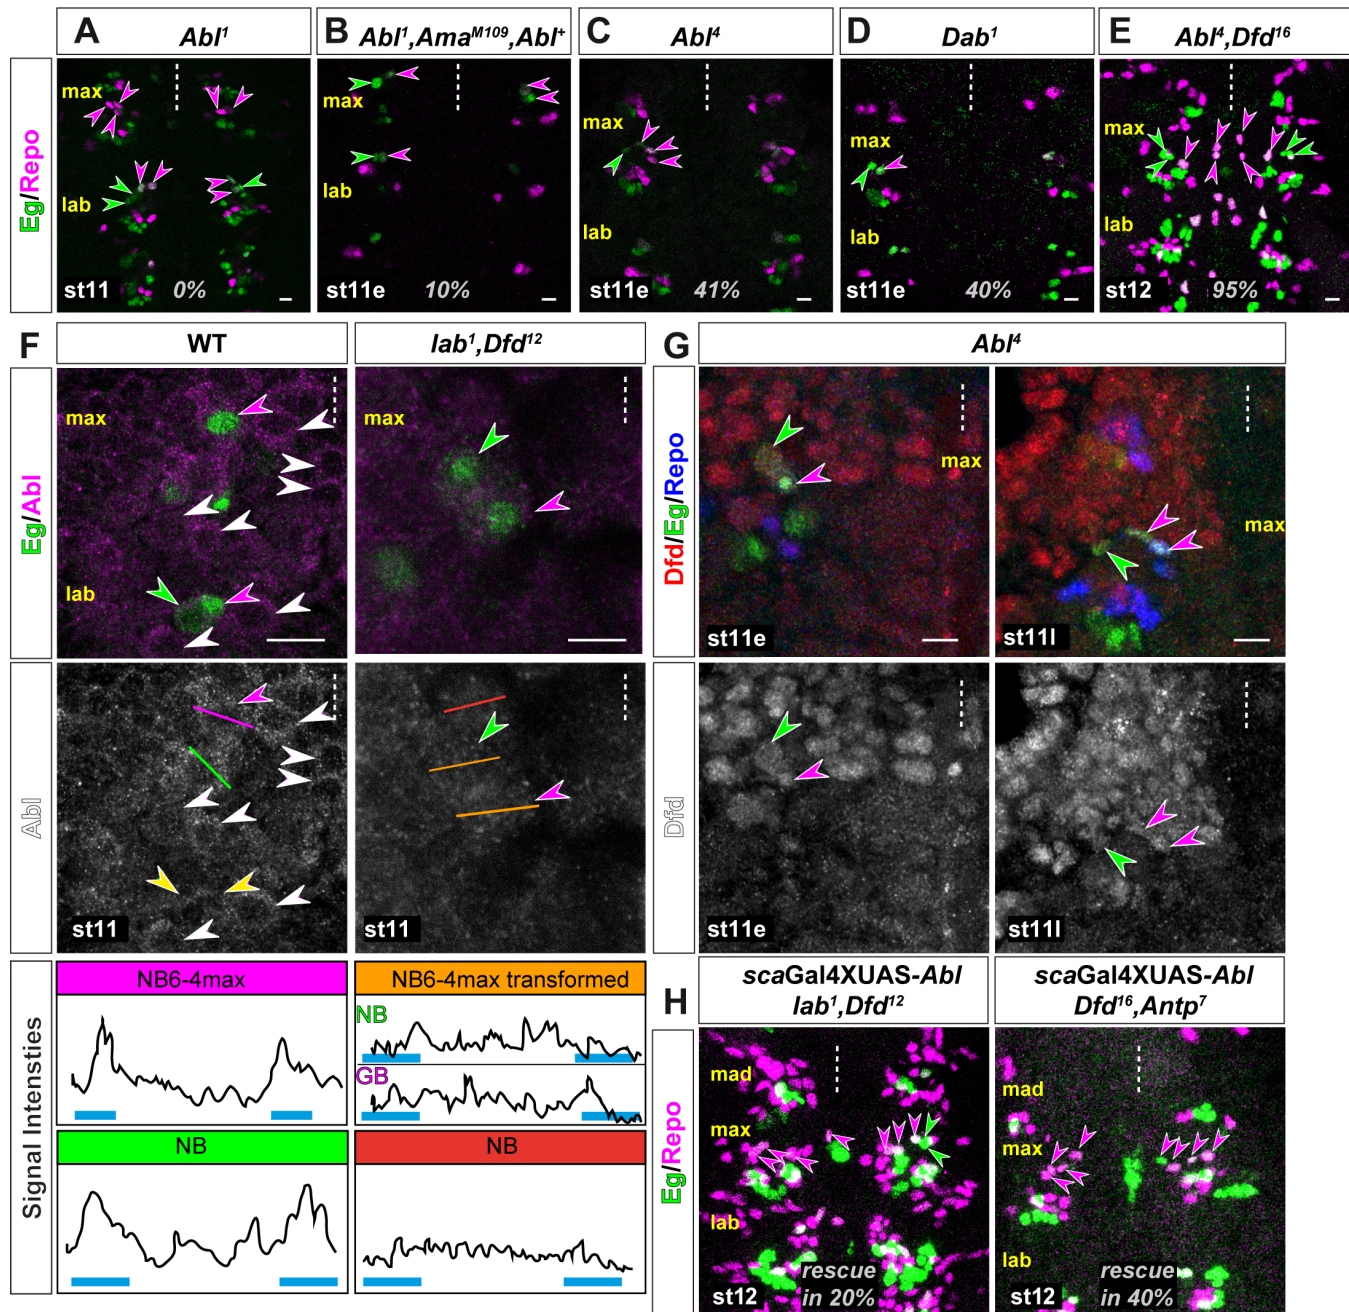 A
Abl¹
B
Abl¹,Ama^M109,Abl⁺
C
Abl⁴
D
Dab¹
E
Abl⁴,Dfd¹⁶
Eg/Repo
max
lab
st11
0%
max
lab
st11e
10%
max
lab
st11e
41%
max
lab
st11e
40%
max
lab
st12
95%
F
WT
lab¹,Dfd¹²
G
Abl⁴
Eg/Abl
max
lab
max
Dfd/Eg/Repo
max
st11e
max
st11l
Abl
st11
st11
Dfd
st11e
st11l
Signal Intensties
NB6-4max
NB6-4max transformed
NB
GB
NB
NB
H
scaGal4XUAS-Abl
lab¹,Dfd¹²
scaGal4XUAS-Abl
Dfd¹⁶,Antp⁷
Eg/Repo
mad
max
lab
st12
rescue
in 20%
mad
max
lab
st12
rescue
in 40%